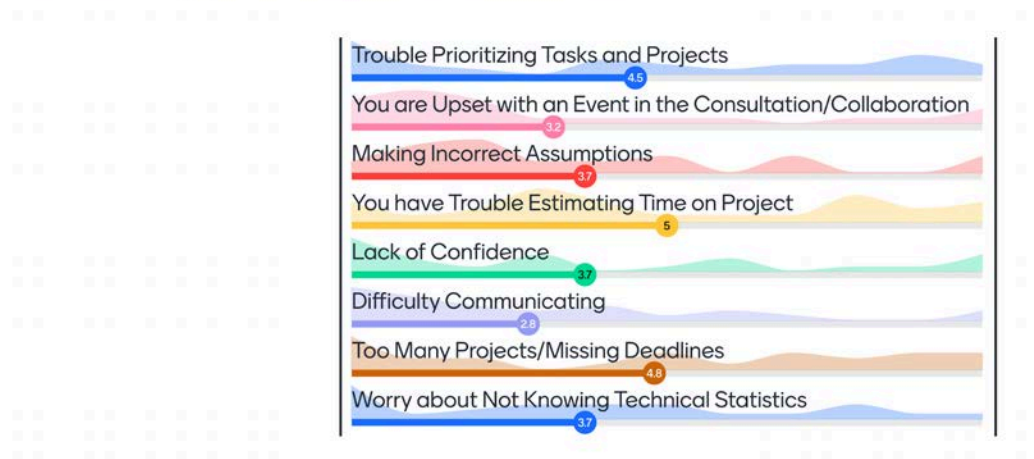 Trouble Prioritizing Tasks and Projects
4.5
You are Upset with an Event in the Consultation/Collaboration
3.2
Making Incorrect Assumptions
3.7
You have Trouble Estimating Time on Project
5
Lack of Confidence
3.7
Difficulty Communicating
2.8
Too Many Projects/Missing Deadlines
4.8
Worry about Not Knowing Technical Statistics
3.7